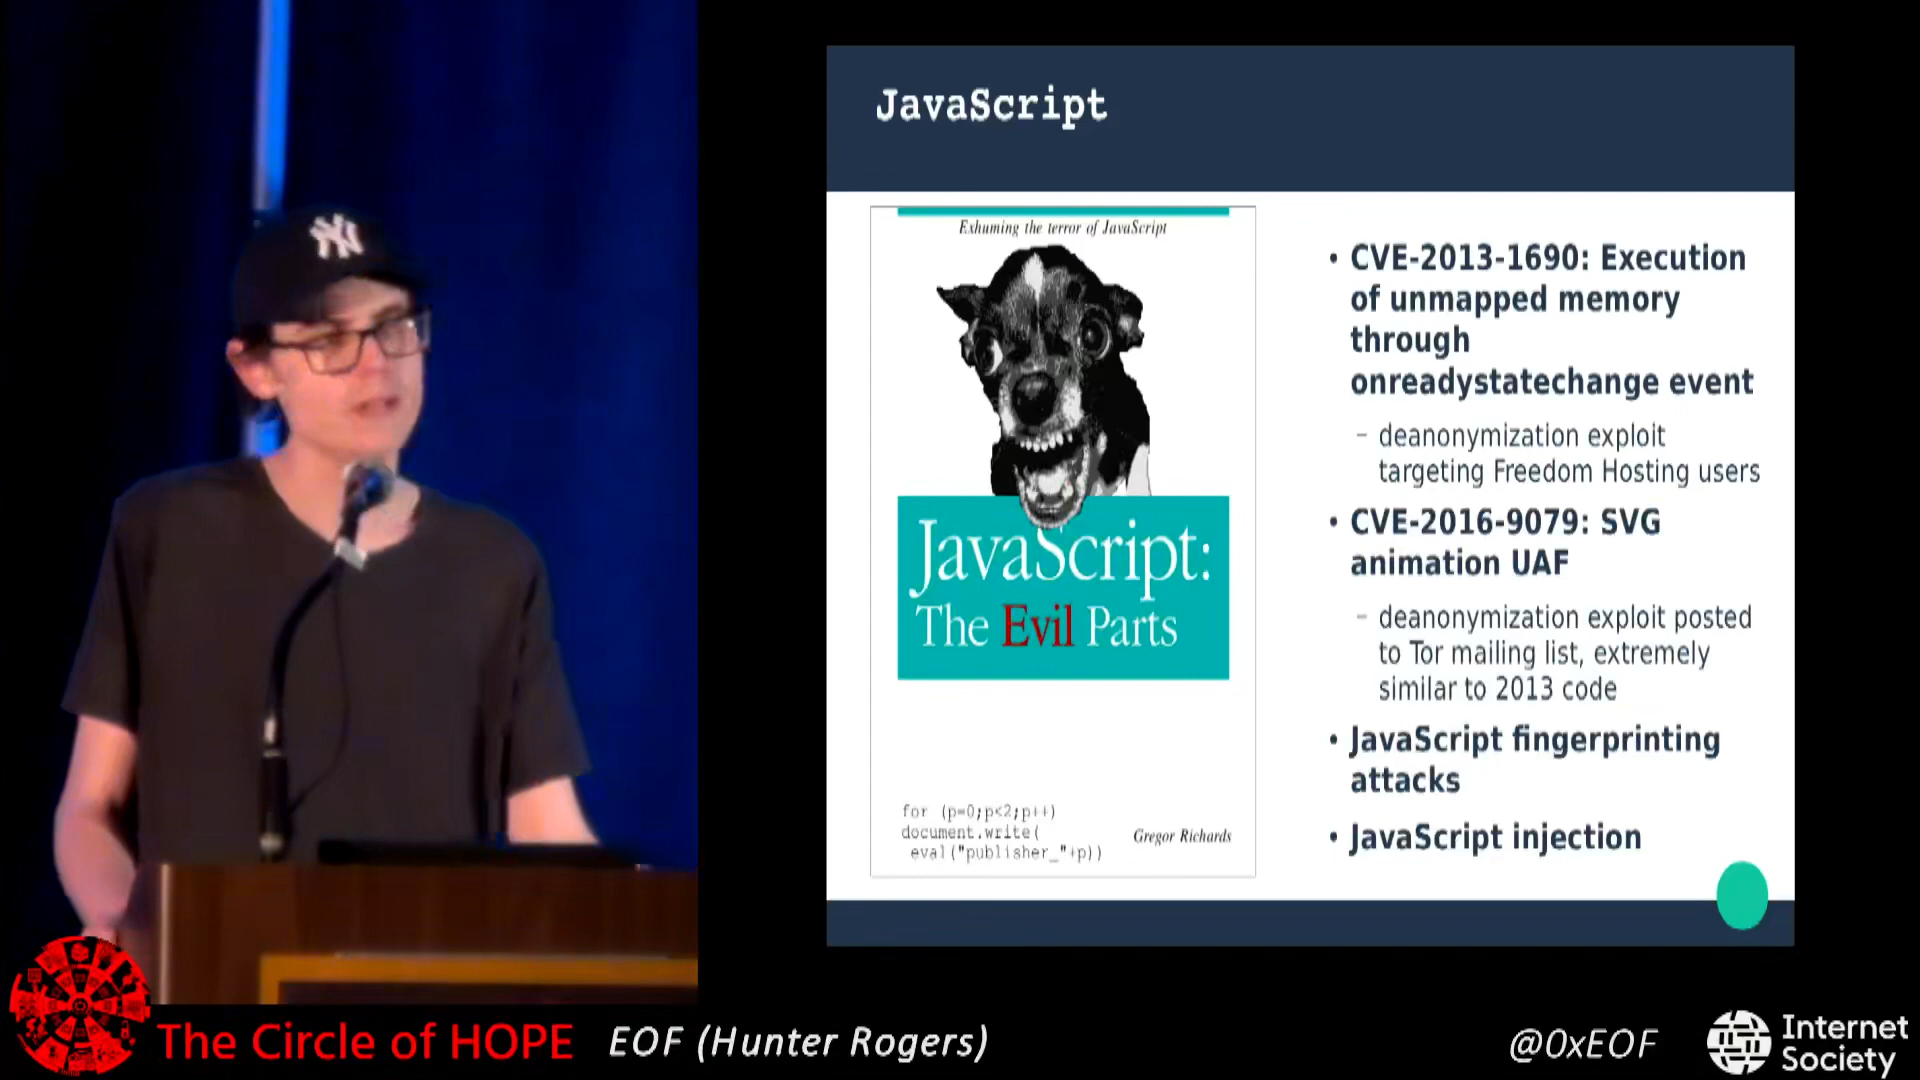 NY
JavaScript
Exhuming the terror of JavaScript
JavaScript:
The Evil Parts
for (p=0;p<2;p++)
document.write(
eval("publisher_"+p))
Gregor Richards
• CVE-2013-1690: Execution
of unmapped memory
through
onreadystatechange event
– deanonymization exploit
targeting Freedom Hosting users
• CVE-2016-9079: SVG
animation UAF
– deanonymization exploit posted
to Tor mailing list, extremely
similar to 2013 code
• JavaScript fingerprinting
attacks
• JavaScript injection
The Circle of HOPE
EOF (Hunter Rogers)
@0xEOF
Internet
Society